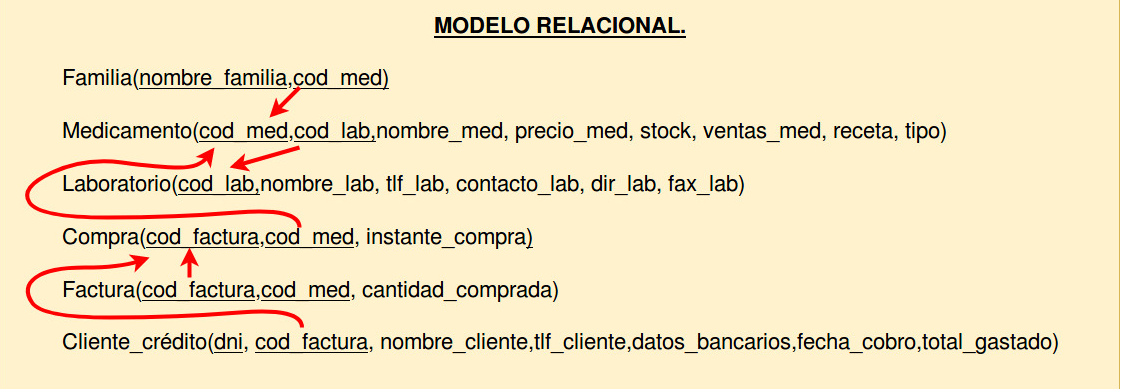 MODELO RELACIONAL.
Familia(nombre_familia,cod_med)
Medicamento(cod_med,cod_lab,nombre_med, precio_med, stock, ventas_med, receta, tipo)
Laboratorio(cod_lab,nombre_lab, tlf_lab, contacto_lab, dir_lab, fax_lab)
Compra(cod_factura,cod_med, instante_compra)
Factura(cod_factura,cod_med, cantidad_comprada)
Cliente_crédito(dni, cod_factura, nombre_cliente,tlf_cliente,datos_bancarios,fecha_cobro,total_gastado)